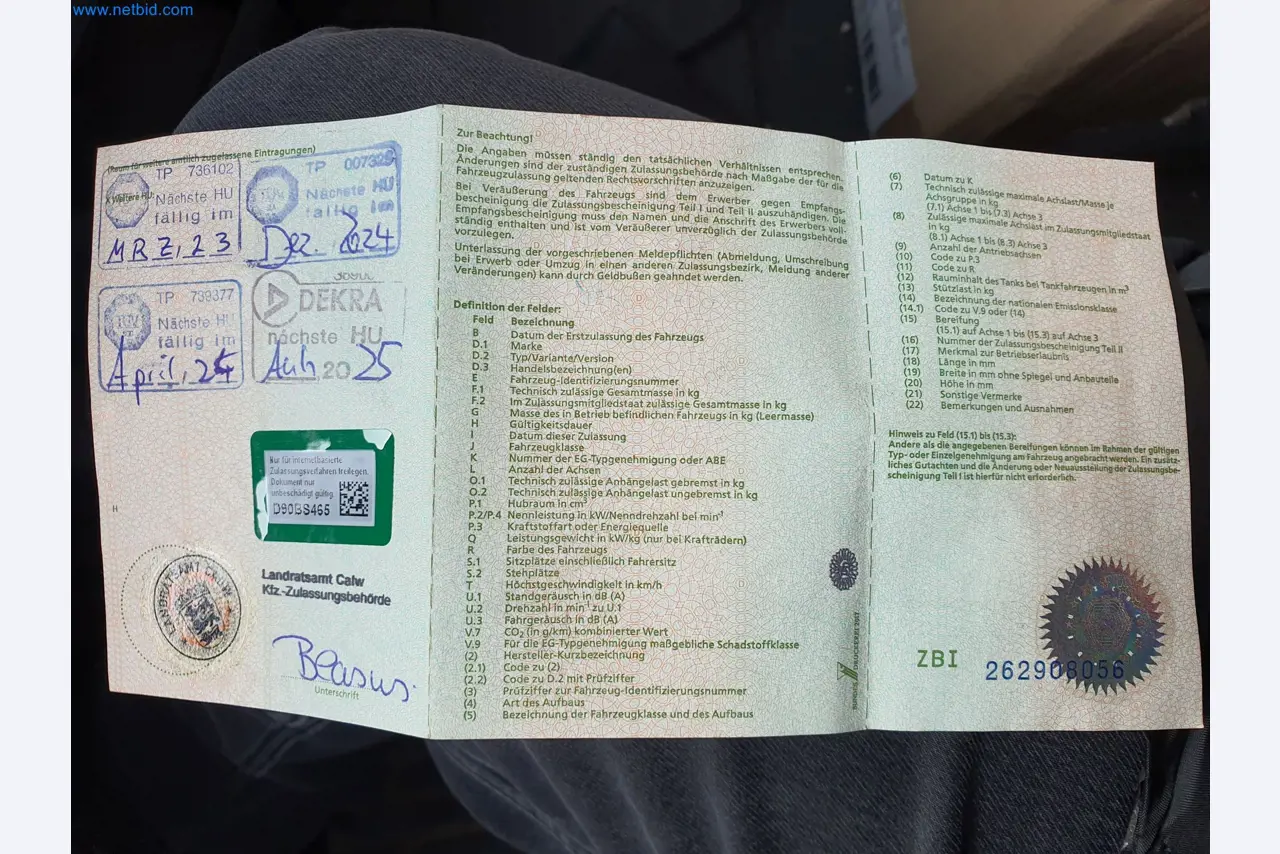 www.netbid.com
(Raum für weitere amtlich zugelassene Eintragungen)
TP 736102
X Weitere HU:
Nächste HU
fällig im
MRZ, 23
TP 007329
Nächste HU
fällig im
Dez. 2024
TP 739377
TÜV
Nächste HU
fällig im
April, 24
DEKRA
nächste HU
2025
Nur für internetbasierte
Zulassungsverfahren freilegen.
Dokument nur
unbeschädigt gültig.
D90BS465
H
LANDRATSAMT CALW
Landratsamt Calw
Kfz.-Zulassungsbehörde
Unterschrift
Zur Beachtung!
Die Angaben müssen ständig den tatsächlichen Verhältnissen entsprechen.
Änderungen sind der zuständigen Zulassungsbehörde nach Maßgabe der für die
Fahrzeugzulassung geltenden Rechtsvorschriften anzuzeigen.
Bei Veräußerung des Fahrzeugs sind dem Erwerber gegen Empfangs-
bescheinigung die Zulassungsbescheinigung Teil I und Teil II auszuhändigen. Die
Empfangsbescheinigung muss den Namen und die Anschrift des Erwerbers voll-
ständig enthalten und ist vom Veräußerer unverzüglich der Zulassungsbehörde
vorzulegen.
Unterlassung der vorgeschriebenen Meldepflichten (Abmeldung, Umschreibung
bei Erwerb oder Umzug in einen anderen Zulassungsbezirk, Meldung anderer
Veränderungen) kann durch Geldbußen geahndet werden.
Definition der Felder:
Feld Bezeichnung
B Datum der Erstzulassung des Fahrzeugs
D.1 Marke
D.2 Typ/Variante/Version
D.3 Handelsbezeichnung(en)
E Fahrzeug-Identifizierungsnummer
F.1 Technisch zulässige Gesamtmasse in kg
F.2 Im Zulassungsmitgliedstaat zulässige Gesamtmasse in kg
G Masse des in Betrieb befindlichen Fahrzeugs in kg (Leermasse)
H Gültigkeitsdauer
I Datum dieser Zulassung
J Fahrzeugklasse
K Nummer der EG-Typgenehmigung oder ABE
L Anzahl der Achsen
O.1 Technisch zulässige Anhängelast gebremst in kg
O.2 Technisch zulässige Anhängelast ungebremst in kg
P.1 Hubraum in cm³
P.2/P.4 Nennleistung in kW/Nenndrehzahl bei min⁻¹
P.3 Kraftstoffart oder Energiequelle
Q Leistungsgewicht in kW/kg (nur bei Krafträdern)
R Farbe des Fahrzeugs
S.1 Sitzplätze einschließlich Fahrersitz
S.2 Stehplätze
T Höchstgeschwindigkeit in km/h
U.1 Standgeräusch in dB (A)
U.2 Drehzahl in min⁻¹ zu U.1
U.3 Fahrgeräusch in dB (A)
V.7 CO₂ (in g/km) kombinierter Wert
V.9 Für die EG-Typgenehmigung maßgebliche Schadstoffklasse
(2) Hersteller-Kurzbezeichnung
(2.1) Code zu (2)
(2.2) Code zu D.2 mit Prüfziffer
(3) Prüfziffer zur Fahrzeug-Identifizierungsnummer
(4) Art des Aufbaus
(5) Bezeichnung der Fahrzeugklasse und des Aufbaus
(6) Datum zu K
(7) Technisch zulässige maximale Achslast/Masse je
Achsgruppe in kg
(7.1) Achse 1 bis (7.3) Achse 3
(8) Zulässige maximale Achslast im Zulassungsmitgliedstaat
in kg
(8.1) Achse 1 bis (8.3) Achse 3
(9) Anzahl der Antriebsachsen
(10) Code zu P.3
(11) Code zu R
(12) Rauminhalt des Tanks bei Tankfahrzeugen in m³
(13) Stützlast in kg
(14) Bezeichnung der nationalen Emissionsklasse
(14.1) Code zu V.9 oder (14)
(15) Bereifung
(15.1) auf Achse 1 bis (15.3) auf Achse 3
(16) Nummer der Zulassungsbescheinigung Teil II
(17) Merkmal zur Betriebserlaubnis
(18) Länge in mm
(19) Breite in mm ohne Spiegel und Anbauteile
(20) Höhe in mm
(21) Sonstige Vermerke
(22) Bemerkungen und Ausnahmen
Hinweis zu Feld (15.1) bis (15.3):
Andere als die angegebenen Bereifungen können im Rahmen der gültigen
Typ- oder Einzelgenehmigung am Fahrzeug angebracht werden. Ein zusätz-
liches Gutachten und die Änderung oder Neuausstellung der Zulassungsbe-
scheinigung Teil I ist hierfür nicht erforderlich.
ZBI 262908056